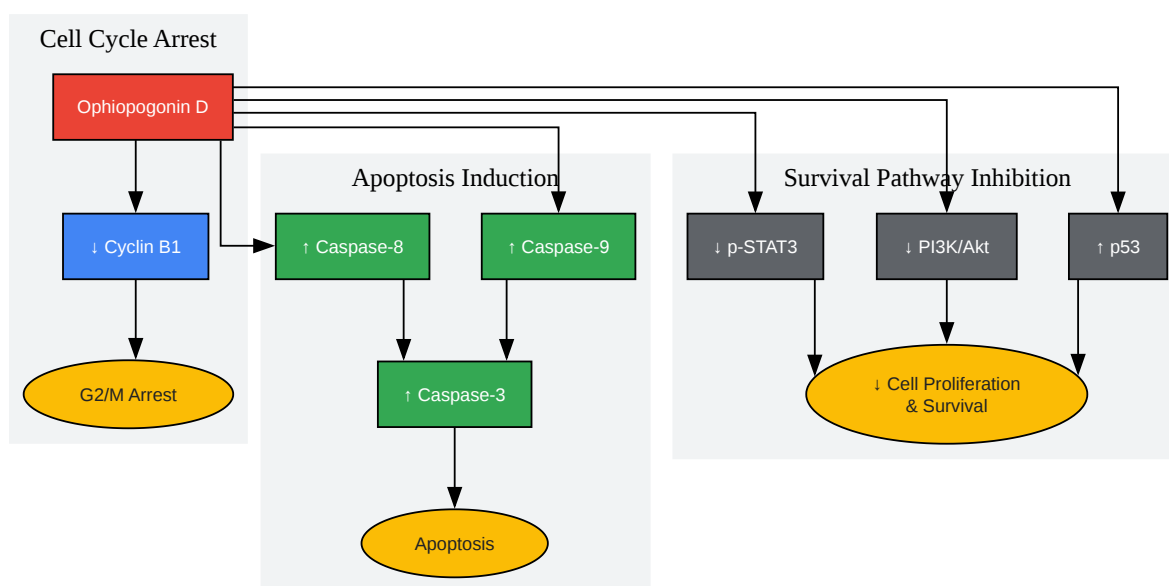 Cell Cycle Arrest
Ophiopogonin D
Apoptosis Induction
Survival Pathway Inhibition
↓ Cyclin B1
↑ Caspase-8
↑ Caspase-9
↓ p-STAT3
↓ PI3K/Akt
↑ p53
G2/M Arrest
↑ Caspase-3
↓ Cell Proliferation
& Survival
Apoptosis